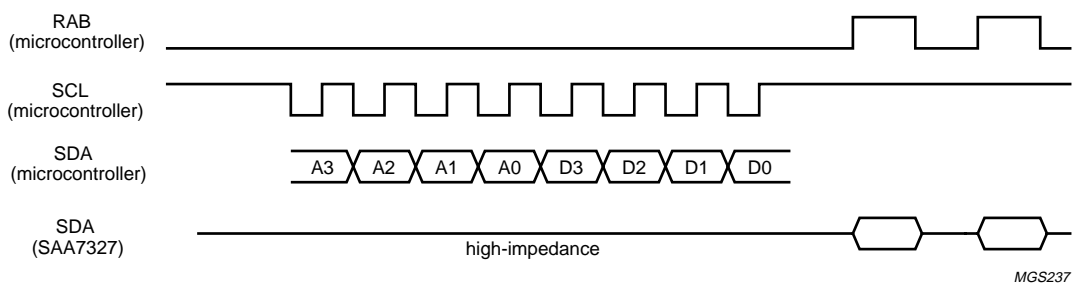 RAB
(microcontroller)
SCL
(microcontroller)
SDA
(microcontroller)
A3 A2 A1 A0 D3 D2 D1 D0
SDA
(SAA7327)
high-impedance
MGS237